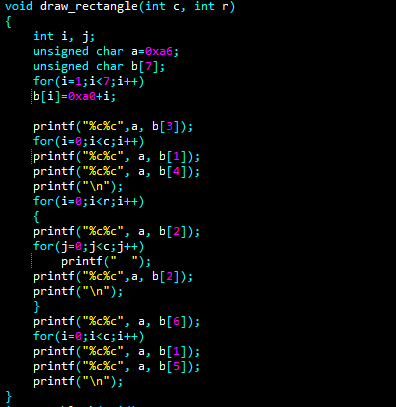 void draw_rectangle(int c, int r)
{
    int i, j;
    unsigned char a=0xa6;
    unsigned char b[7];
    for(i=1;i<7;i++)
    b[i]=0xa0+i;

    printf("%c%c",a, b[3]);
    for(i=0;i<c;i++)
    printf("%c%c", a, b[1]);
    printf("%c%c", a, b[4]);
    printf("\n");
    for(i=0;i<r;i++)
    {
    printf("%c%c", a, b[2]);
    for(j=0;j<c;j++)
        printf("  ");
    printf("%c%c",a, b[2]);
    printf("\n");
    }
    printf("%c%c", a, b[6]);
    for(i=0;i<c;i++)
    printf("%c%c", a, b[1]);
    printf("%c%c", a, b[5]);
    printf("\n");
}